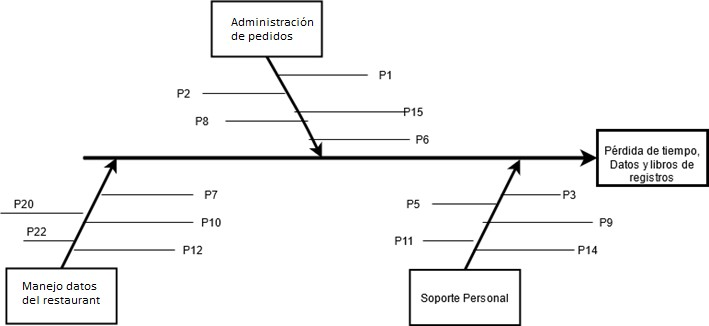 Administración
de pedidos
P1
P2
P15
P8
P6
Pérdida de tiempo,
Datos y libros de
registros
P7
P3
P20
P5
P10
P9
P22
P11
P12
P14
Manejo datos
del restaurant
Soporte Personal